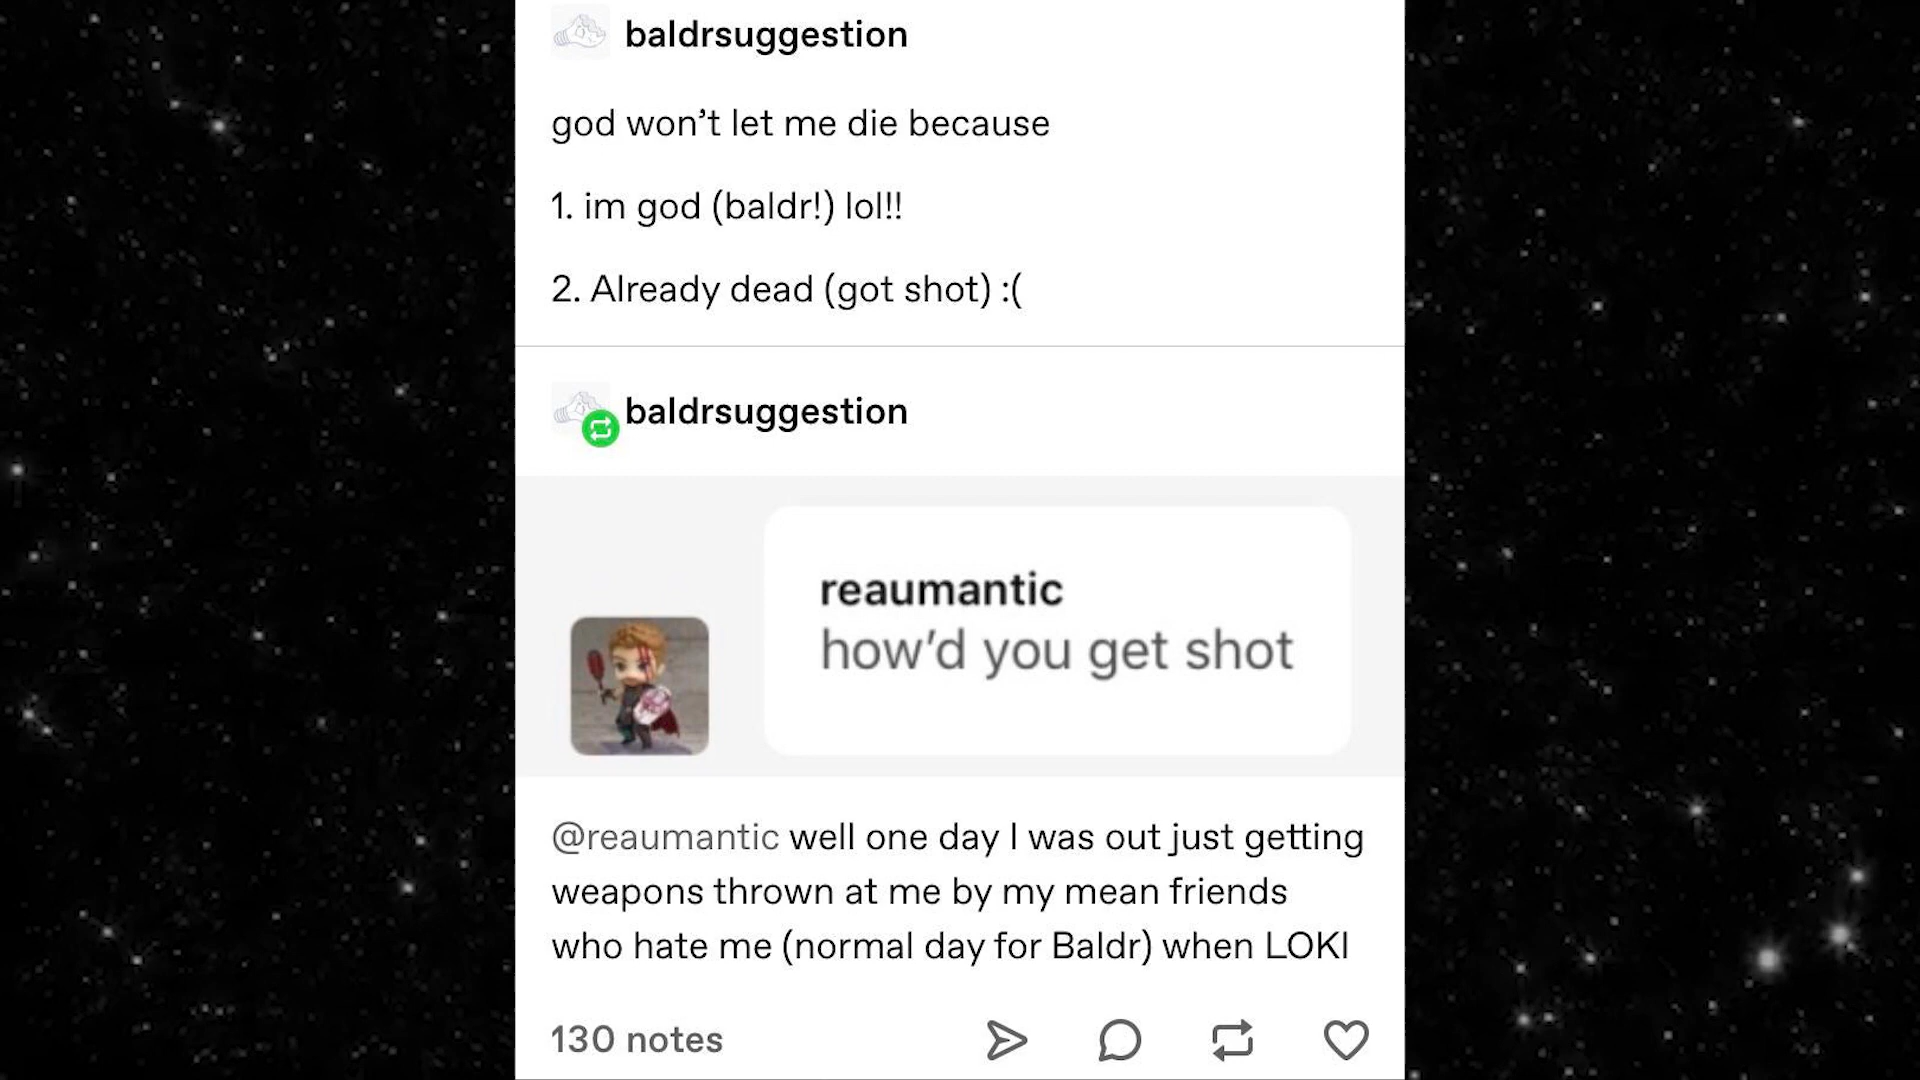 baldrsuggestion
god won’t let me die because
1. im god (baldr!) lol!!
2. Already dead (got shot) :(
baldrsuggestion
reaumantic
how’d you get shot
@reaumantic well one day I was out just getting
weapons thrown at me by my mean friends
who hate me (normal day for Baldr) when LOKI
130 notes